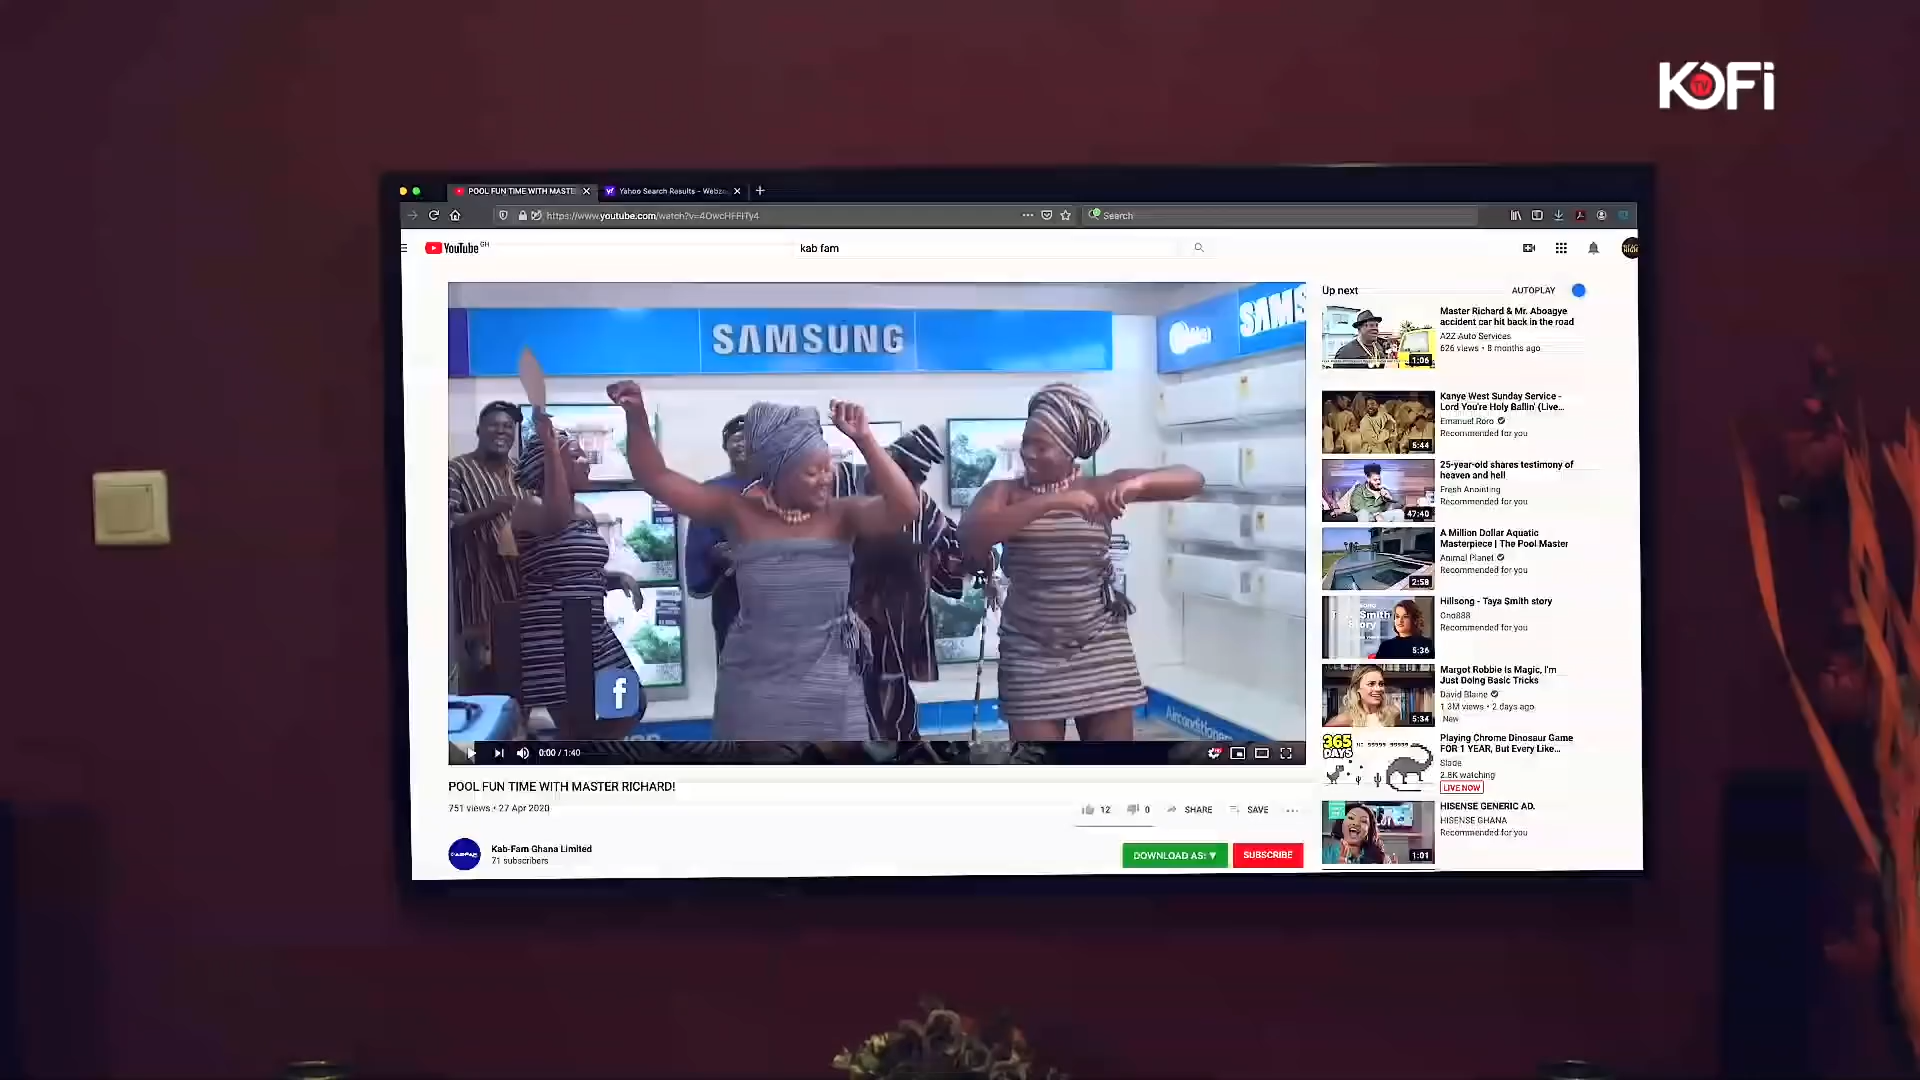 KOFi
TV
POOL FUN TIME WITH MASTE
Yahoo Search Results - Webz
https://www.youtube.com/watch?v=4OwcHFFITy4
Search
YouTube GH
kab fam
SAMSUNG
SAMS
Airconditioner
f
0:00 / 1:40
POOL FUN TIME WITH MASTER RICHARD!
751 views • 27 Apr 2020
12
0
SHARE
SAVE
Kab-Fam Ghana Limited
71 subscribers
DOWNLOAD AS: ▼
SUBSCRIBE
Up next
AUTOPLAY
Master Richard & Mr. Aboagye
accident car hit back in the road
A2Z Auto Services
626 views • 8 months ago
1:06
Kanye West Sunday Service -
Lord You're Holy Ballin' (Live...
Emanuel Roro
Recommended for you
5:44
25-year-old shares testimony of
heaven and hell
Fresh Anointing
Recommended for you
47:40
A Million Dollar Aquatic
Masterpiece | The Pool Master
Animal Planet
Recommended for you
2:58
Hillsong - Taya Smith story
Gno888
Recommended for you
Smith
5:36
Margot Robbie Is Magic, I'm
Just Doing Basic Tricks
David Blaine
1.3M views • 2 days ago
New
5:34
Playing Chrome Dinosaur Game
FOR 1 YEAR, But Every Like...
Slade
2.8K watching
LIVE NOW
365
DAYS
HISENSE GENERIC AD.
HISENSE GHANA
Recommended for you
1:01